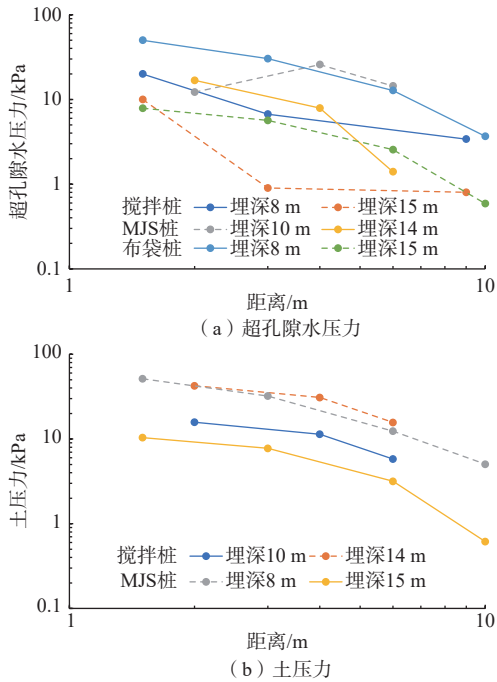 100
10
1
0.1
超孔隙水压力/kPa
搅拌桩 埋深8 m 埋深15 m
MJS桩 埋深10 m 埋深14 m
布袋桩 埋深8 m 埋深15 m
1 10
距离/m
（a）超孔隙水压力
100
10
1
0.1
土压力/kPa
搅拌桩 埋深10 m 埋深14 m
MJS桩 埋深8 m 埋深15 m
1 10
距离/m
（b）土压力